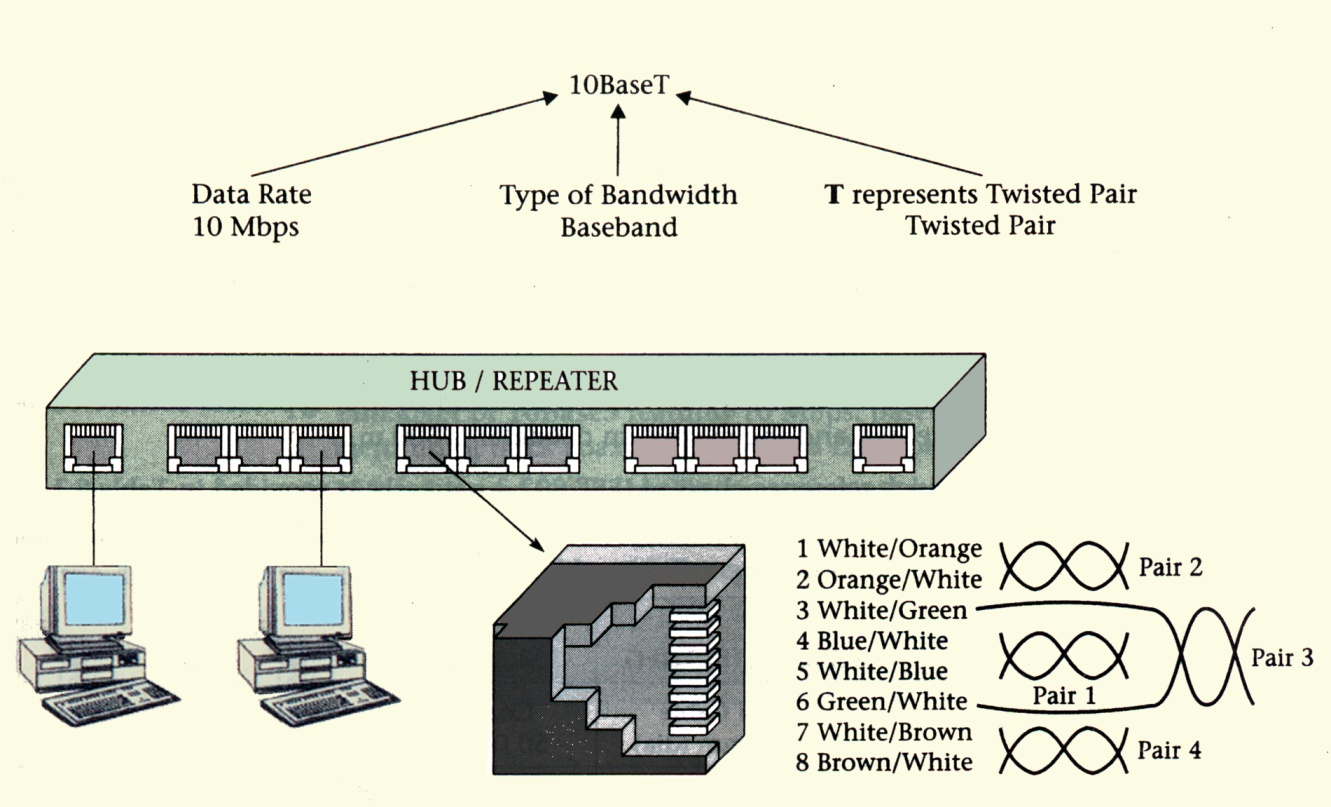 10BaseT
Data Rate
10 Mbps
Type of Bandwidth
Baseband
T represents Twisted Pair
Twisted Pair
HUB / REPEATER
1 White/Orange
2 Orange/White
Pair 2
3 White/Green
4 Blue/White
5 White/Blue
Pair 1
6 Green/White
Pair 3
7 White/Brown
8 Brown/White
Pair 4